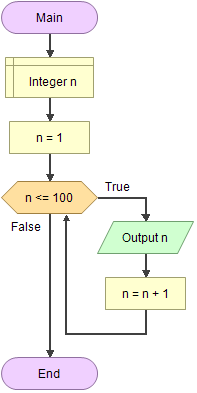 Main
Integer n
n = 1
n <= 100
True
False
Output n
n = n + 1
End